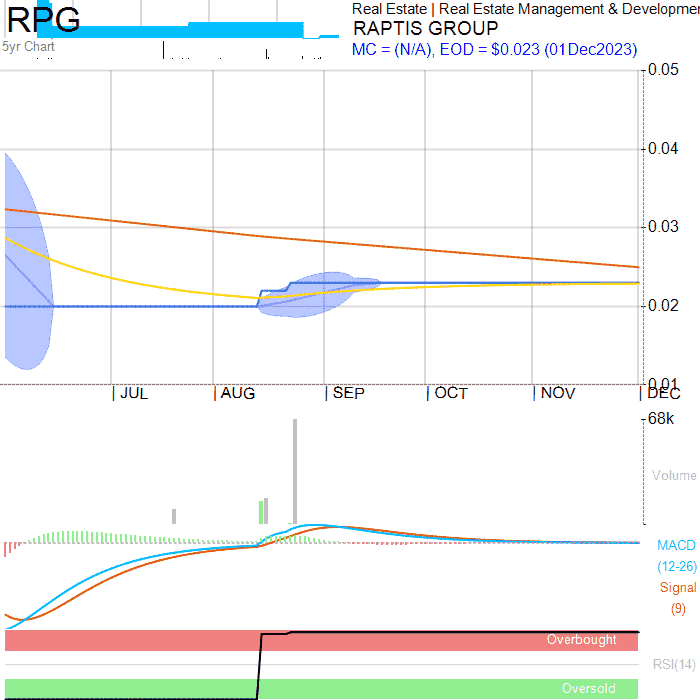 RPG
Real Estate | Real Estate Management & Developmen
RAPTIS GROUP
MC = (N/A), EOD = $0.023 (01Dec2023)
5yr Chart
0.05
0.04
0.03
0.02
0.01
JUL AUG SEP OCT NOV DEC
68k
Volume
MACD
(12-26)
Signal
(9)
Overbought
RSI(14)
Oversold